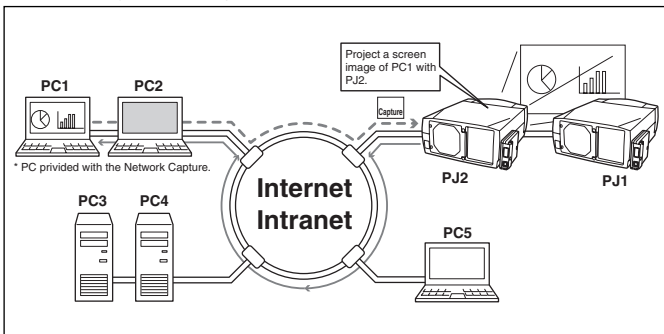 Project a screen
image of PC1 with
PJ2.
PC1
PC2
Capture
* PC privided with the Network Capture.
PJ2
PJ1
PC3
PC4
Internet
Intranet
PC5